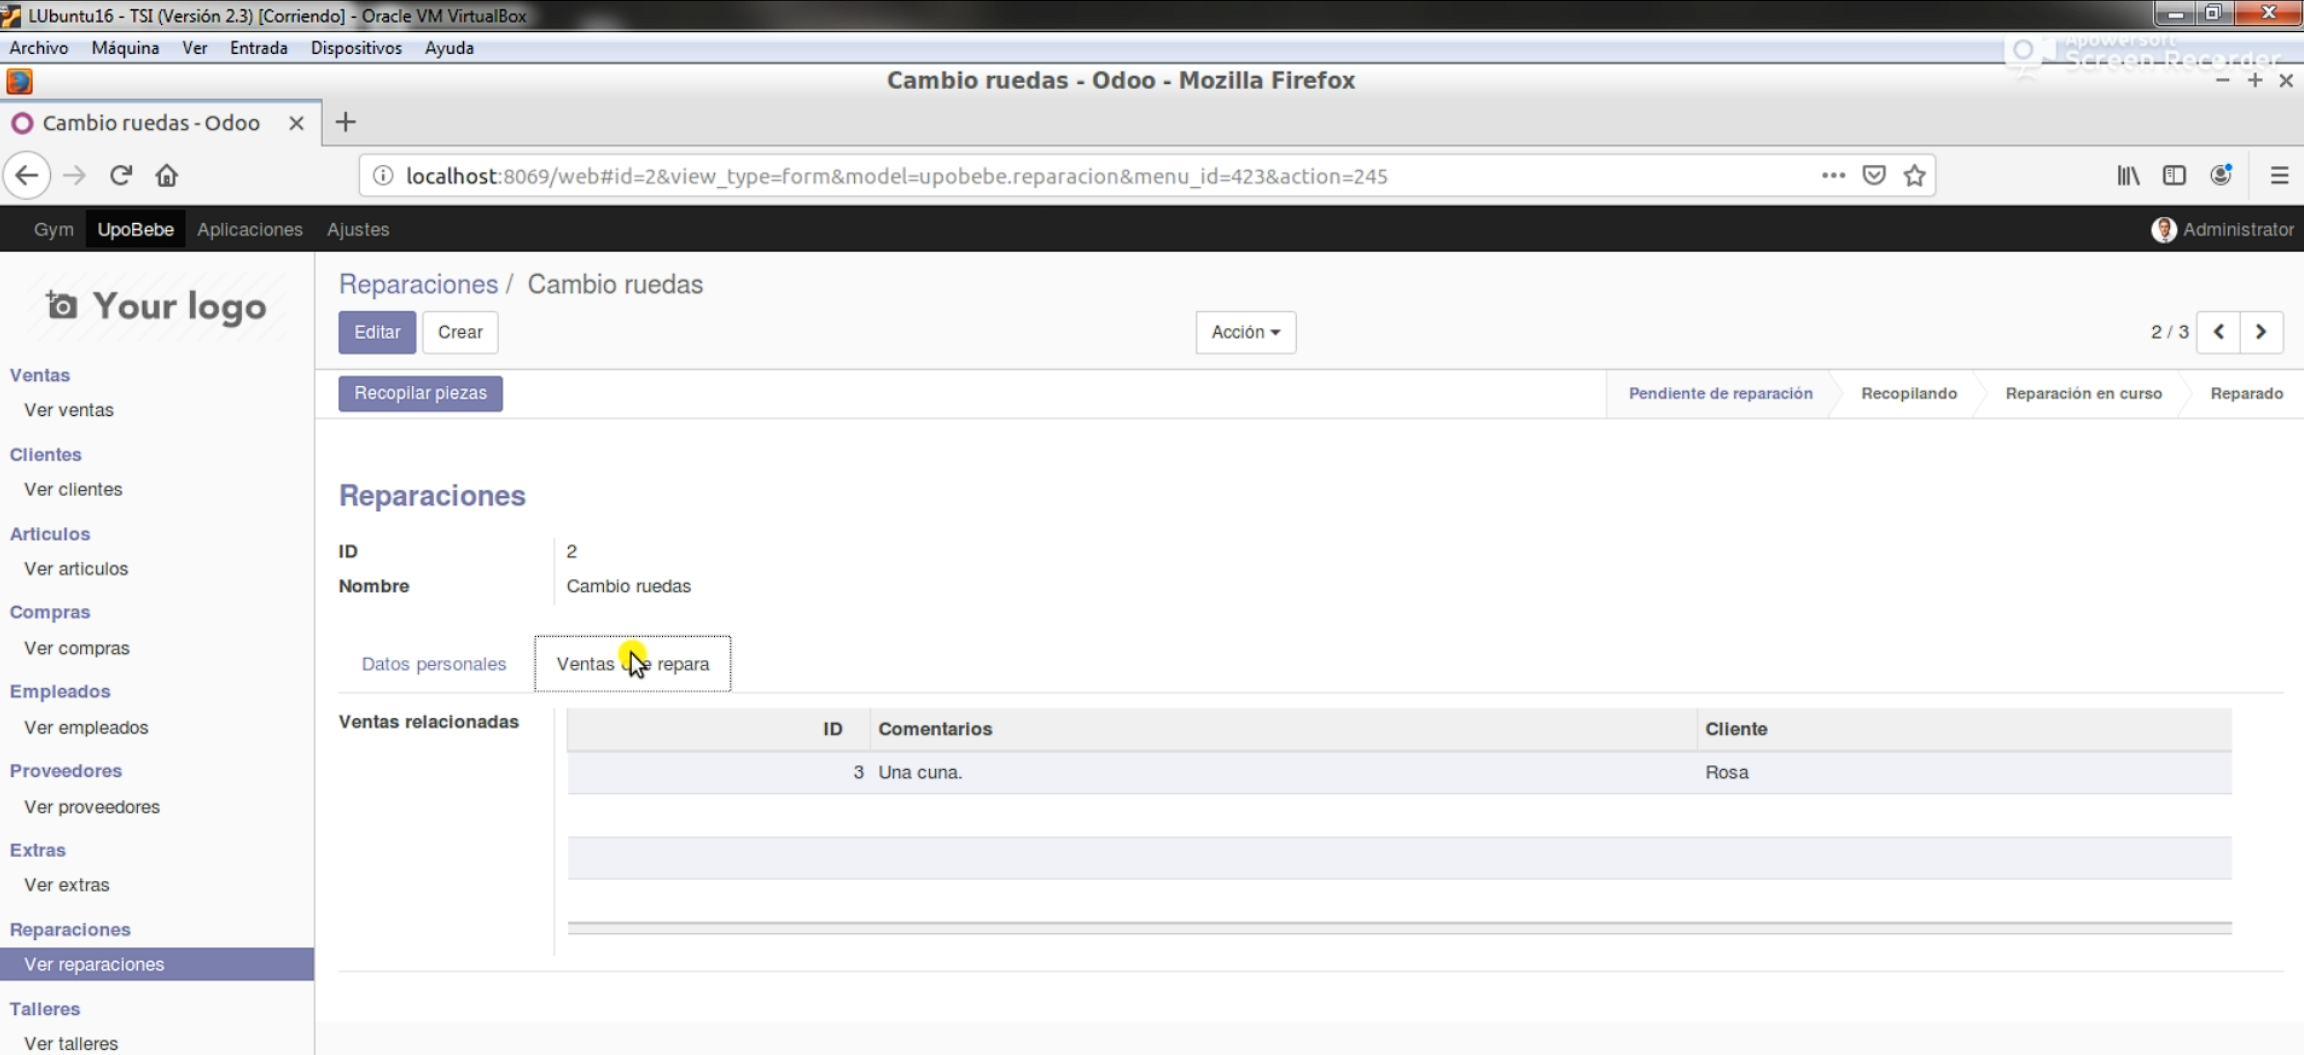 LUbuntu16 - TSI (Versión 2.3) [Corriendo] - Oracle VM VirtualBox
Archivo Máquina Ver Entrada Dispositivos Ayuda
Apowersoft
Screen Recorder
Cambio ruedas - Odoo - Mozilla Firefox
Cambio ruedas - Odoo
localhost:8069/web#id=2&view_type=form&model=upobebe.reparacion&menu_id=423&action=245
Gym UpoBebe Aplicaciones Ajustes Administrator
Your logo
Reparaciones / Cambio ruedas
Editar Crear Acción 2 / 3
Recopilar piezas Pendiente de reparación Recopilando Reparación en curso Reparado
Ventas
Ver ventas
Clientes
Ver clientes
Articulos
Ver articulos
Compras
Ver compras
Empleados
Ver empleados
Proveedores
Ver proveedores
Extras
Ver extras
Reparaciones
Ver reparaciones
Talleres
Ver talleres
Reparaciones
ID 2
Nombre Cambio ruedas
Datos personales Ventas que repara
Ventas relacionadas
ID Comentarios Cliente
3 Una cuna. Rosa